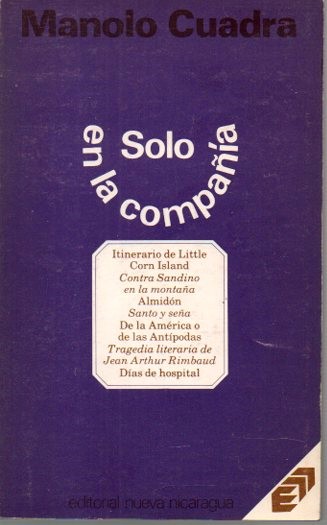 Manolo Cuadra
Solo
en la compañía
Itinerario de Little
Corn Island
Contra Sandino
en la montaña
Almidón
Santo y seña
De la América o
de las Antípodas
Tragedia literaria de
Jean Arthur Rimbaud
Días de hospital
editorial nueva nicaragua